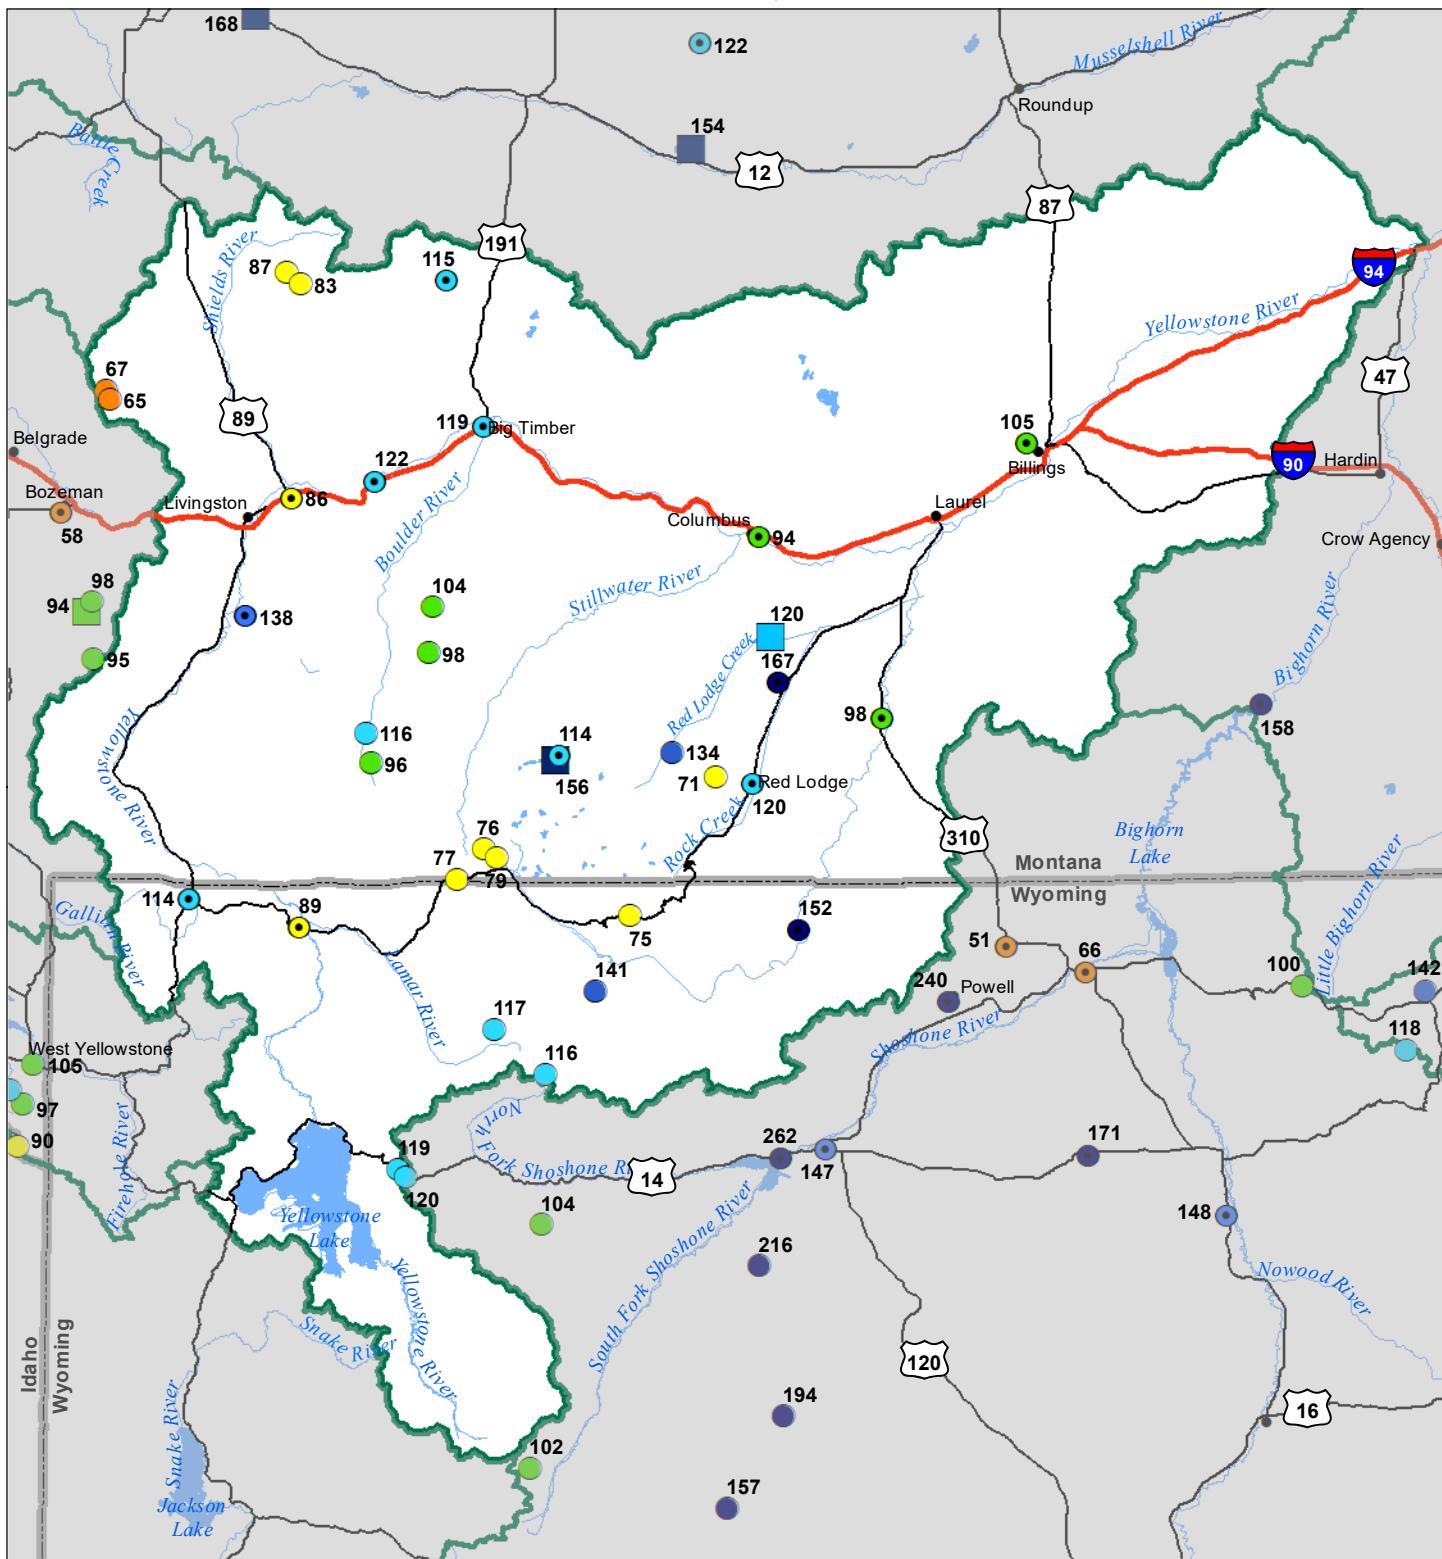 168
122
Musselshell River
Roundup
Battle
Creek
154
12
87
191
Shields River
87
83
115
94
Yellowstone River
47
67
65
89
119
Big Timber
105
Billings
90
Hardin
Belgrade
Bozeman
58
Livingston
86
122
Boulder River
Columbus
94
Laurel
Crow Agency
98
94
95
138
104
98
Stillwater River
120
167
Red Lodge Creek
98
Bighorn River
158
Yellowstone River
116
96
114
156
134
71
Red Lodge
120
Rock Creek
310
Bighorn
Lake
76
77
79
Montana
Wyoming
Little Bighorn River
114
Gallitin River
89
75
152
51
66
100
142
Lamar River
141
240
Powell
Shoshone River
117
118
West Yellowstone
105
97
90
116
North
Fork Shoshone R
Firehole River
119
120
14
262
147
171
Yellowstone
Lake
104
148
216
South Fork Shoshone River
Nowood River
Yellowstone River
Snake River
Idaho
Wyoming
120
16
194
Snake River
102
157
Jackson
Lake